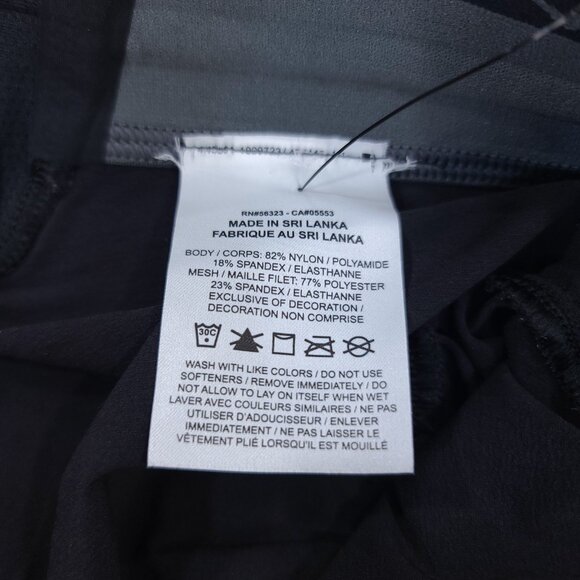 RN#56323 - CA#05553
MADE IN SRI LANKA
FABRIQUE AU SRI LANKA
BODY / CORPS: 82% NYLON / POLYAMIDE
18% SPANDEX / ELASTHANNE
MESH / MAILLE FILET: 77% POLYESTER
23% SPANDEX / ELASTHANNE
EXCLUSIVE OF DECORATION /
DECORATION NON COMPRISE
30C
WASH WITH LIKE COLORS / DO NOT USE
SOFTENERS / REMOVE IMMEDIATELY / DO
NOT ALLOW TO LAY ON ITSELF WHEN WET
LAVER AVEC COULEURS SIMILAIRES / NE PAS
UTILISER D'ADOUCISSEUR / ENLEVER
IMMÉDIATEMENT / NE PAS LAISSER LE
VÊTEMENT PLIÉ LORSQU'IL EST MOUILLÉ